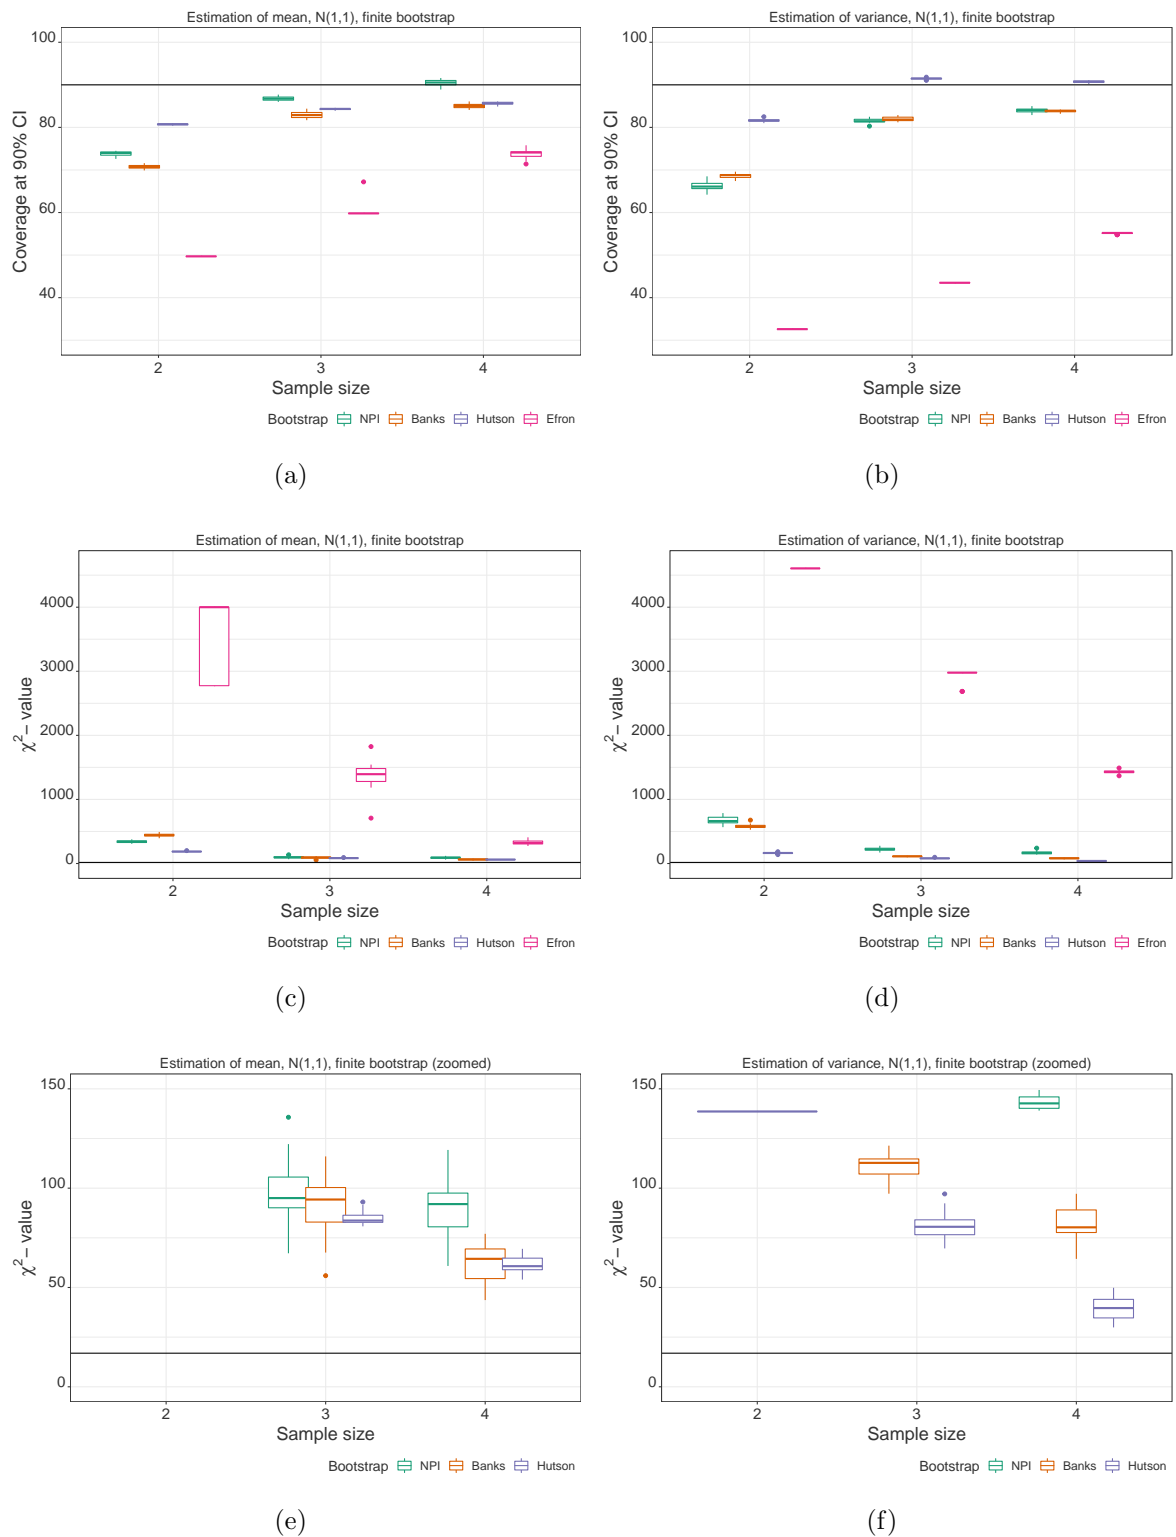 Estimation of mean, N(1,1), finite bootstrap
100
80
60
40
Coverage at 90% CI
2 3 4
Sample size
Bootstrap NPI Banks Hutson Efron
(a)
Estimation of variance, N(1,1), finite bootstrap
100
80
60
40
Coverage at 90% CI
2 3 4
Sample size
Bootstrap NPI Banks Hutson Efron
(b)
Estimation of mean, N(1,1), finite bootstrap
4000
3000
2000
1000
0
χ²− value
2 3 4
Sample size
Bootstrap NPI Banks Hutson Efron
(c)
Estimation of variance, N(1,1), finite bootstrap
4000
3000
2000
1000
0
χ²− value
2 3 4
Sample size
Bootstrap NPI Banks Hutson Efron
(d)
Estimation of mean, N(1,1), finite bootstrap (zoomed)
150
100
50
0
χ²− value
2 3 4
Sample size
Bootstrap NPI Banks Hutson
(e)
Estimation of variance, N(1,1), finite bootstrap (zoomed)
150
100
50
0
χ²− value
2 3 4
Sample size
Bootstrap NPI Banks Hutson
(f)